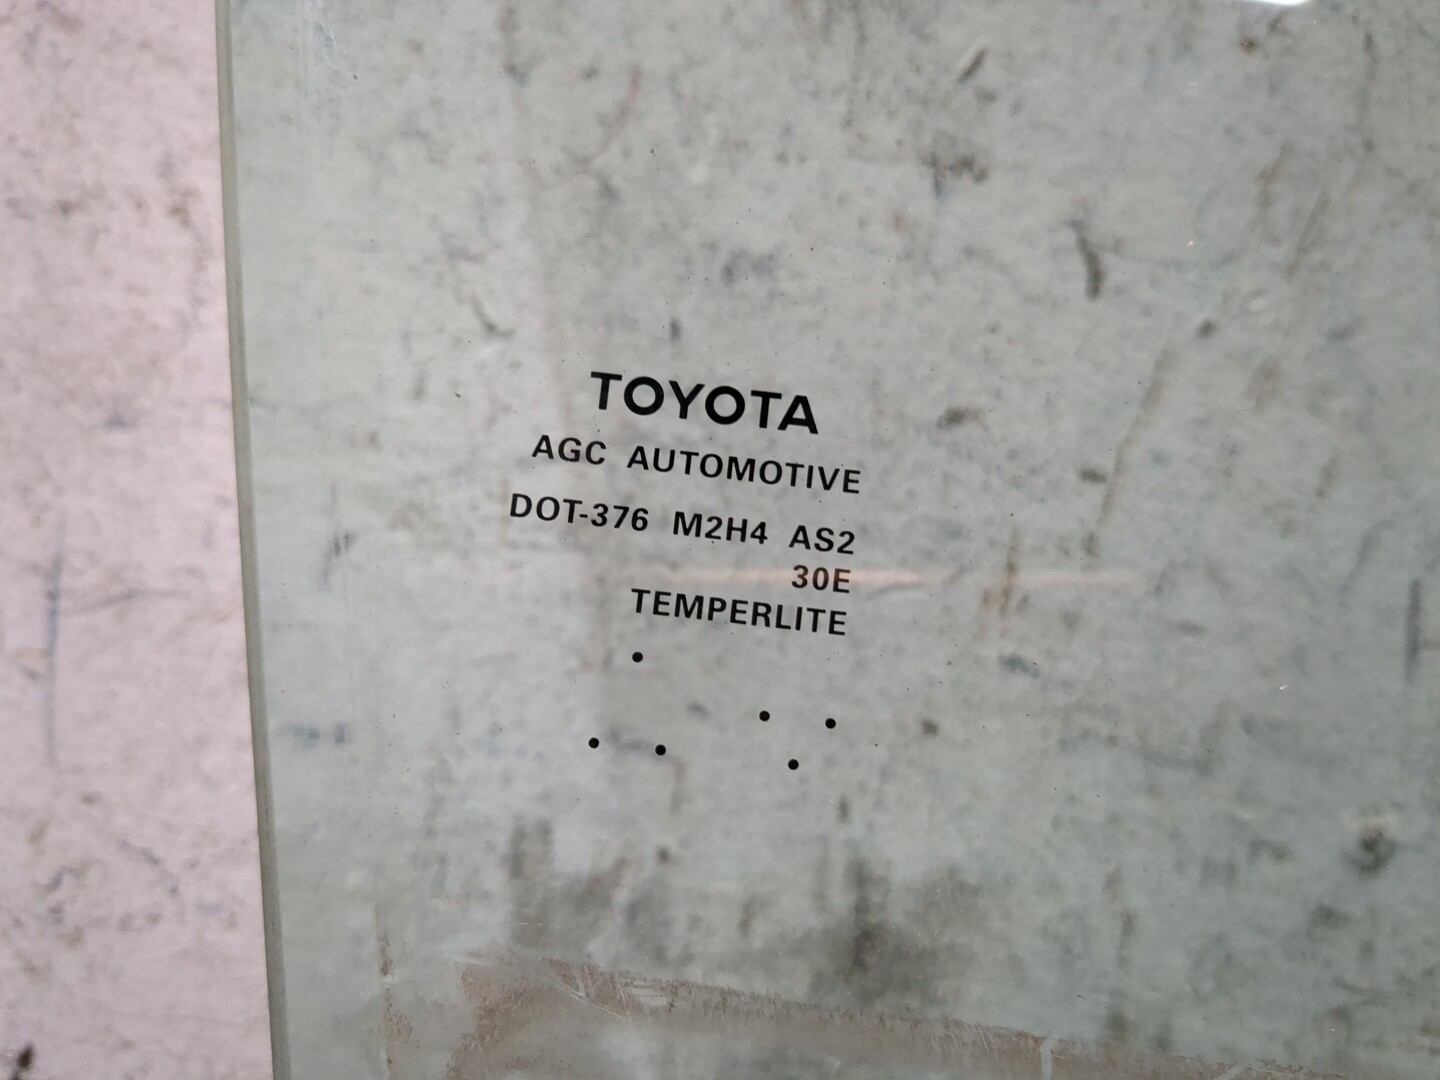 TOYOTA
AGC AUTOMOTIVE
DOT-376 M2H4 AS2
30E
TEMPERLITE